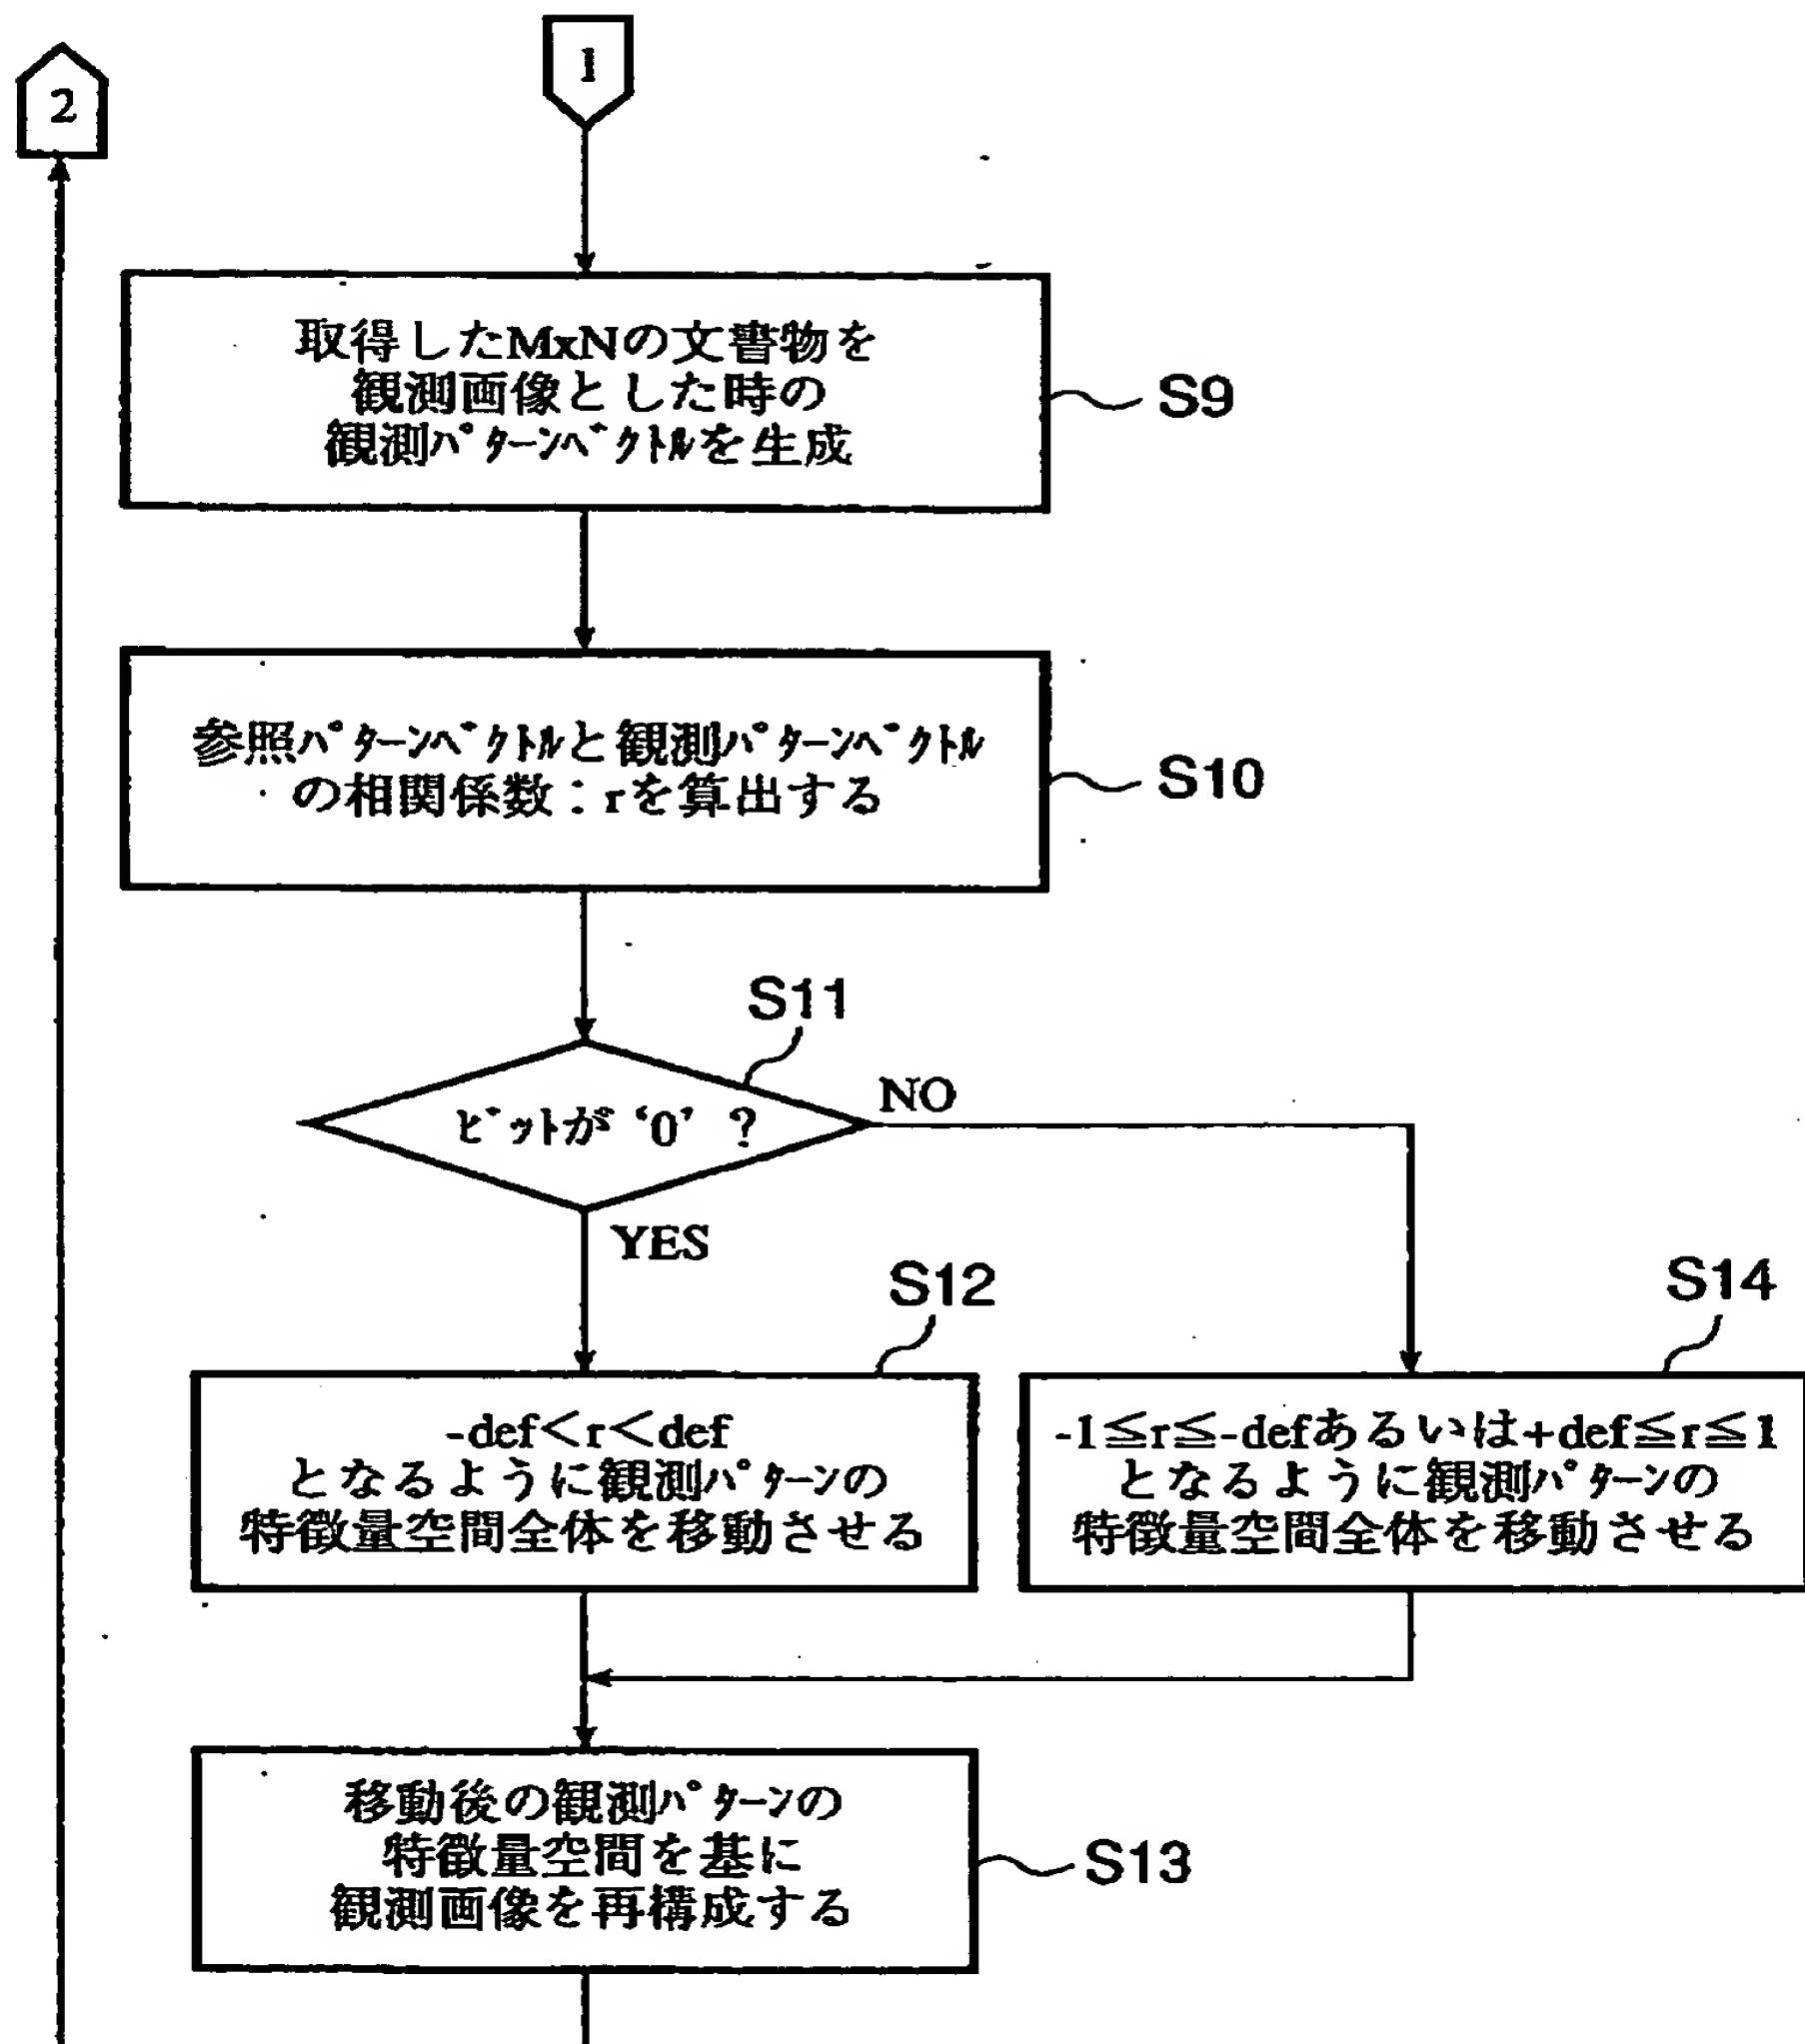 2
1
取得したMxNの文書物を
観測画像とした時の
観測ﾊﾟﾀｰﾝﾍﾞｸﾄﾙを生成
S9
参照ﾊﾟﾀｰﾝﾍﾞｸﾄﾙと観測ﾊﾟﾀｰﾝﾍﾞｸﾄﾙ
の相関係数：rを算出する
S10
S11
ﾋﾞｯﾄが‘0’？
NO
YES
S12
-def＜r＜def
となるように観測ﾊﾟﾀｰﾝの
特徴量空間全体を移動させる
S14
-1≦r≦-defあるいは+def≦r≦1
となるように観測ﾊﾟﾀｰﾝの
特徴量空間全体を移動させる
移動後の観測ﾊﾟﾀｰﾝの
特徴量空間を基に
観測画像を再構成する
S13